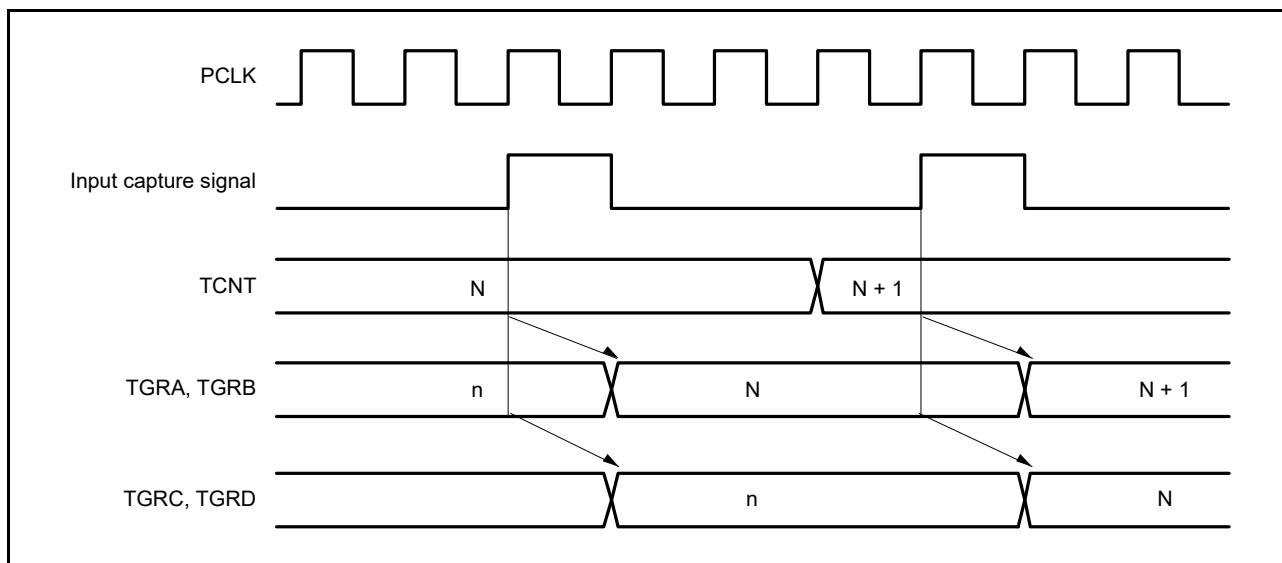 PCLK
Input capture signal
TCNT
N
N + 1
TGRA, TGRB
n
N
N + 1
TGRC, TGRD
n
N